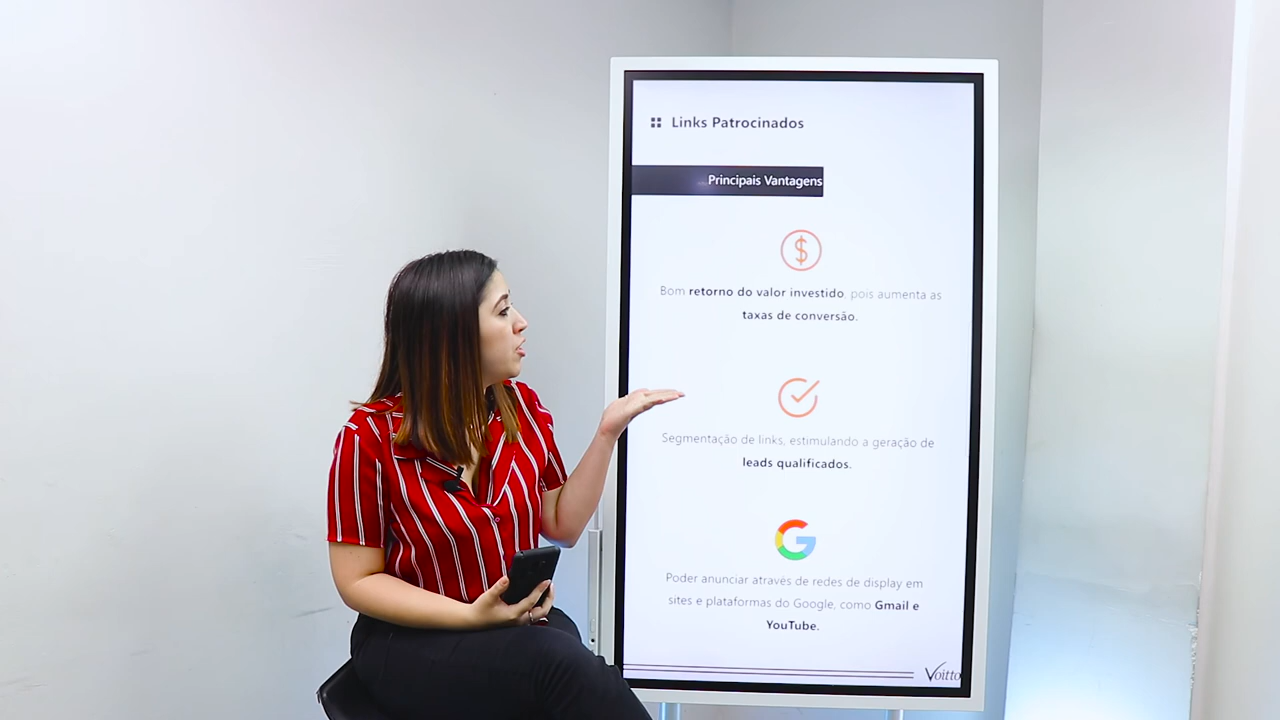 Links Patrocinados
Principais Vantagens
Bom retorno do valor investido, pois aumenta as
taxas de conversão.
Segmentação de links, estimulando a geração de
leads qualificados.
Poder anunciar através de redes de display em
sites e plataformas do Google, como Gmail e
YouTube.
Voitto